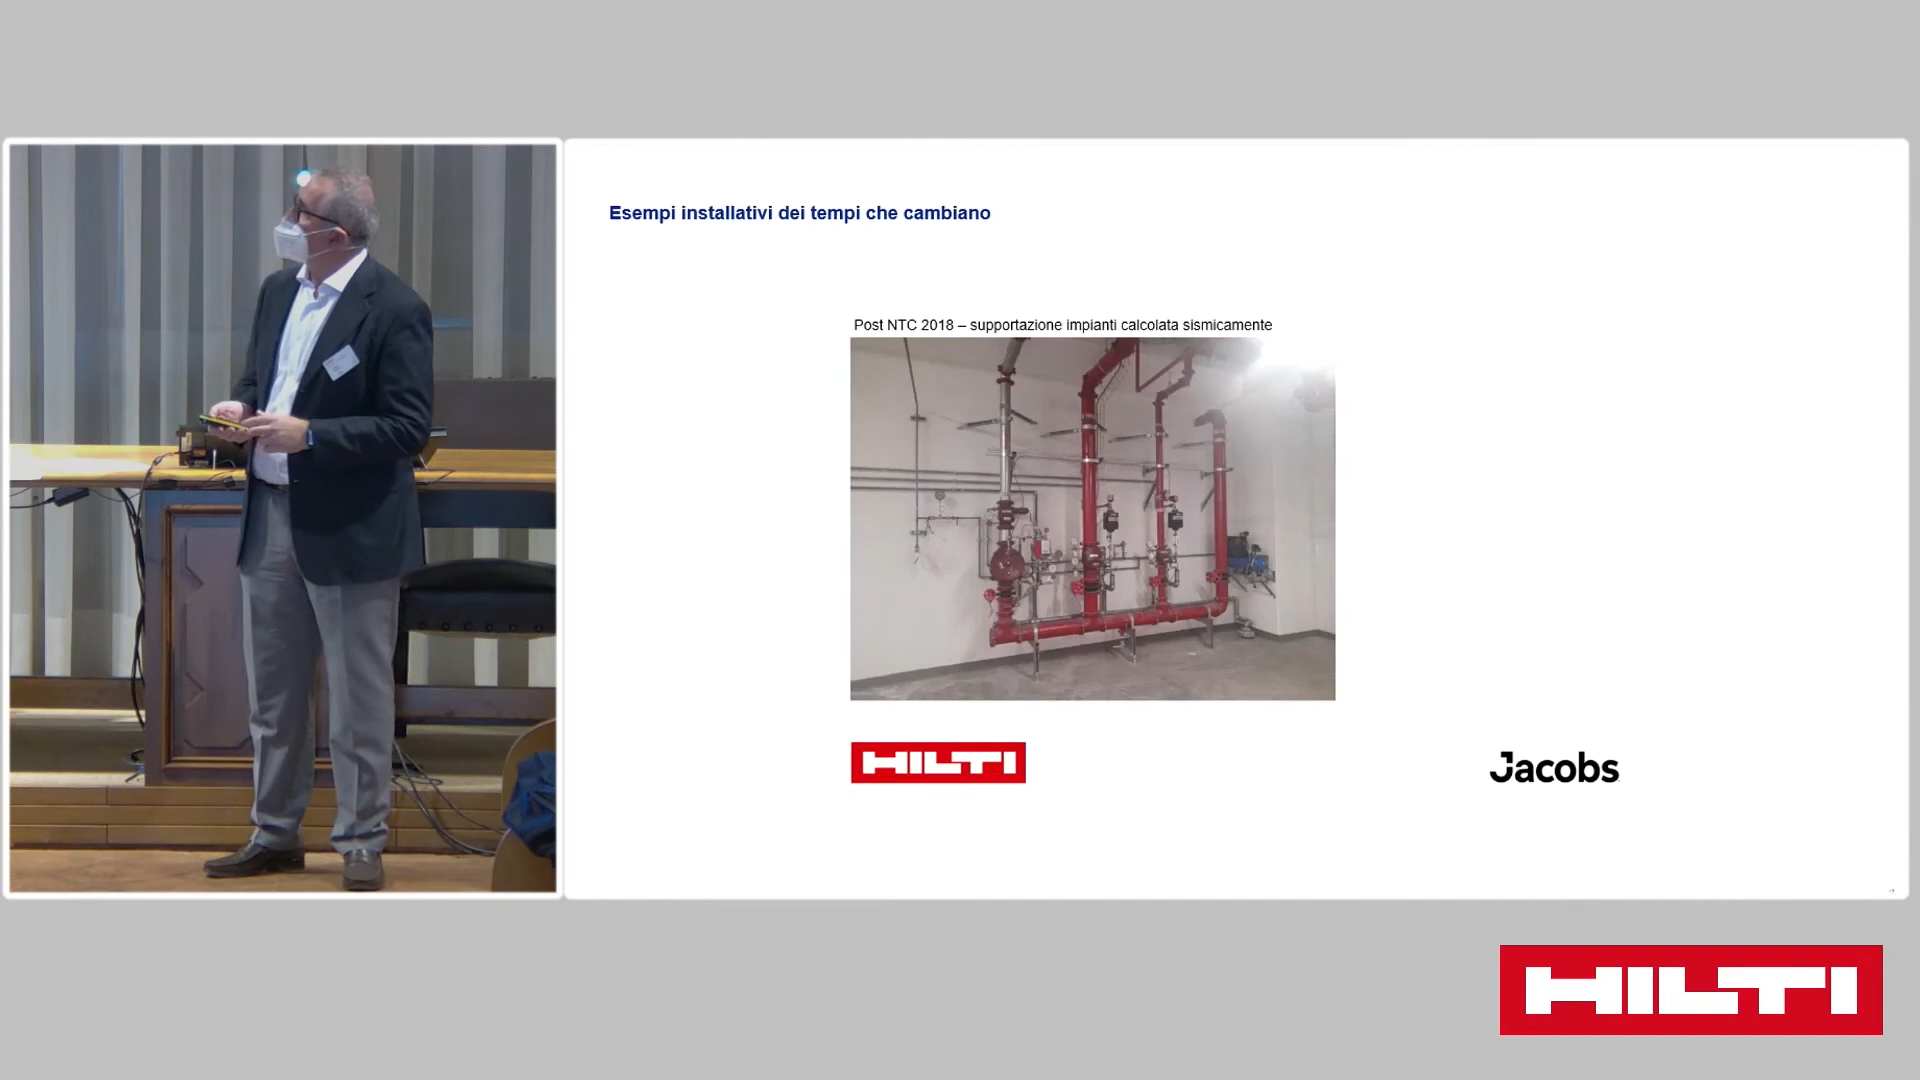 Esempi installativi dei tempi che cambiano
Post NTC 2018 – supportazione impianti calcolata sismicamente
HILTI
Jacobs
HILTI